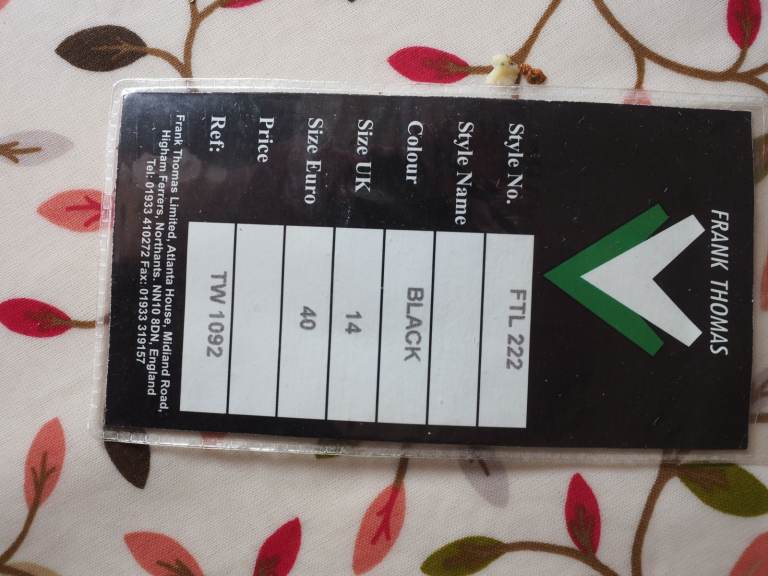 FRANK THOMAS
Style No. FTL 222
Style Name
Colour BLACK
Size UK 14
Size Euro 40
Price
Ref: TW 1092
Frank Thomas Limited, Atlanta House, Midland Road,
Higham Ferrers, Northants. NN10 8DN, England
Tel: 01933 410272 Fax: 01933 319157